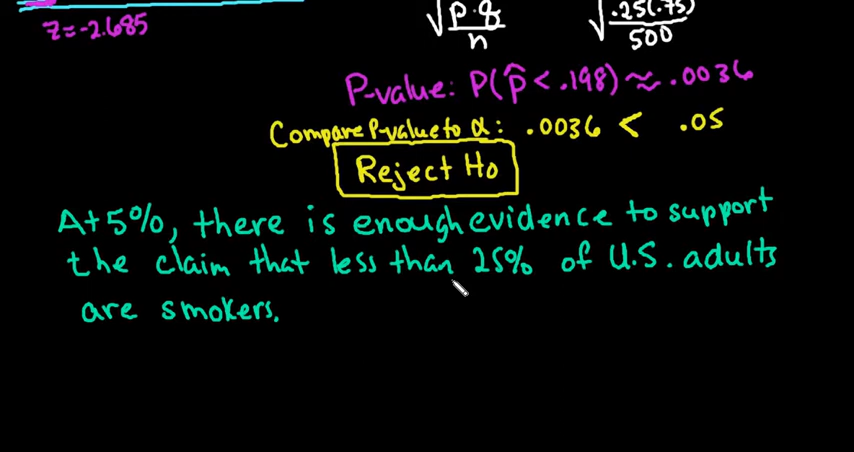 Z=-2.685
√(p·q/n) √(.25(.75)/500)
P-value: P(p̂ < .198) ≈ .0036
Compare P-value to α: .0036 < .05
Reject Ho
At 5%, there is enough evidence to support
the claim that less than 25% of U.S. adults
are smokers.